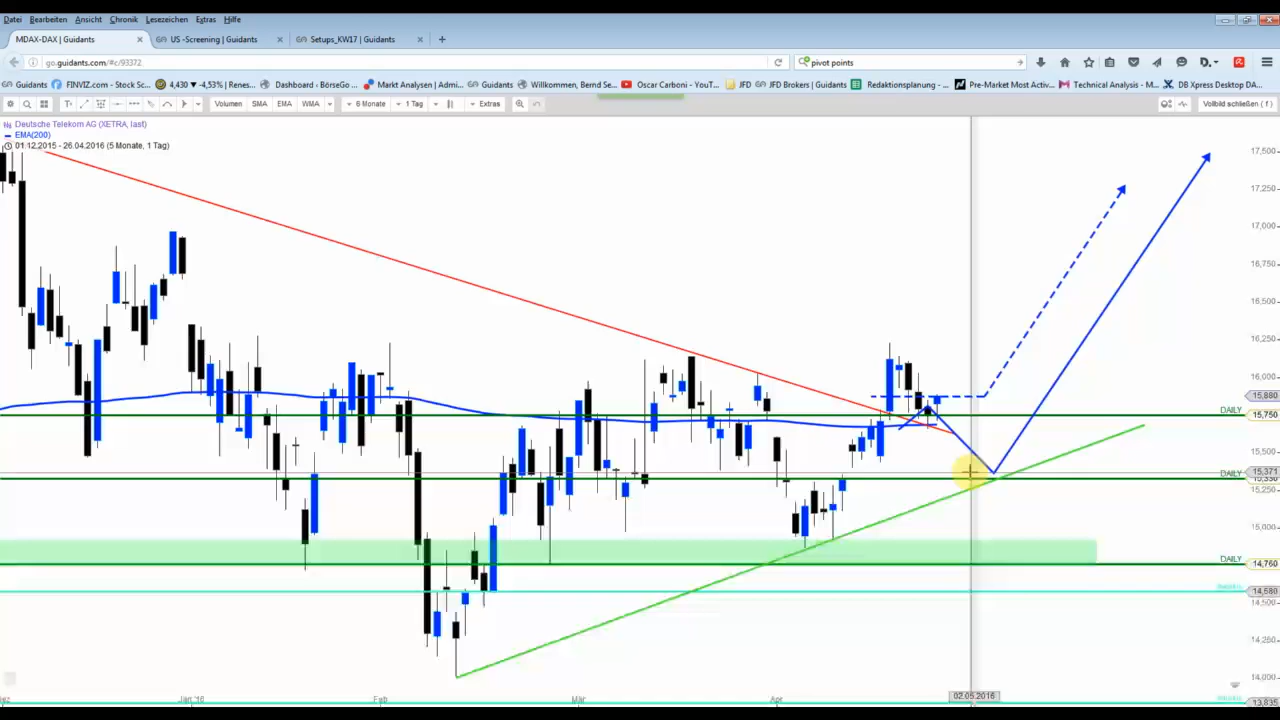 Datei Bearbeiten Ansicht Chronik Lesezeichen Extras Hilfe
MDAX-DAX | Guidants × US -Screening | Guidants × Setups_KW17 | Guidants × +
go.guidants.com/#c/93372 pivot points
Guidants FINVIZ.com - Stock Sc... 4,430 ▾ -4,53% | Renes... Dashboard ‹ BörseGo ... Markt Analysen | Admi... Guidants Willkommen, Bernd Se... Oscar Carboni - YouT... JFD JFD Brokers | Guidants Redaktionsplanung - ... Pre-Market Most Activ... Technical Analysis - M... DB Xpress Desktop DA...
Volumen SMA EMA WMA 6 Monate 1 Tag Extras Vollbild schließen ( f )
Deutsche Telekom AG (XETRA, last)
EMA(200)
01.12.2015 - 26.04.2016 (5 Monate, 1 Tag)
17,500
17,250
17,000
16,750
16,500
16,250
16,000
15,880
DAILY 15,750
15,500
15,371
DAILY 15,330
15,250
15,000
DAILY 14,760
14,580
14,500
14,250
14,000
Jan '16 Feb Mär Apr 02.05.2016
13,835